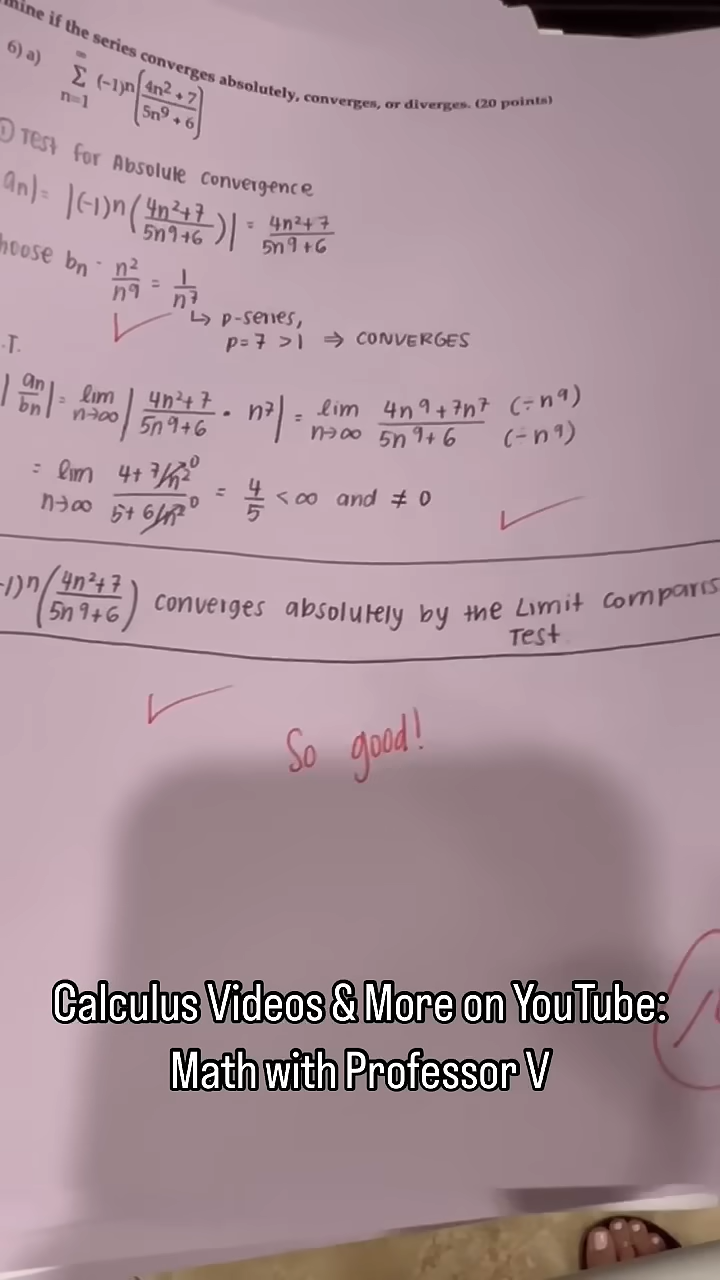 mine if the series converges absolutely, converges, or diverges. (20 points)
6) a) ∞ Σ n=1 (-1)n [4n² + 7 / 5n9 + 6]
① Test for Absolute convergence
an| = |(-1)n (4n²+7 / 5n9+6)| = 4n²+7 / 5n9+6
hoose bn - n² / n9 = 1 / n7
↳ p-series,
p=7 >1 ⇒ CONVERGES
.T.
|an / bn| = lim n→∞ |4n²+7 / 5n9+6 · n7| = lim n→∞ 4n9+7n7 / 5n9+6 (÷n9) (÷n9)
= lim n→∞ 4+7/n² 0 / 5+6/n² 0 = 4/5 < ∞ and ≠ 0
-1)n (4n²+7 / 5n9+6) converges absolutely by the Limit comparis
Test
So good!
Calculus Videos & More on YouTube:
Math with Professor V